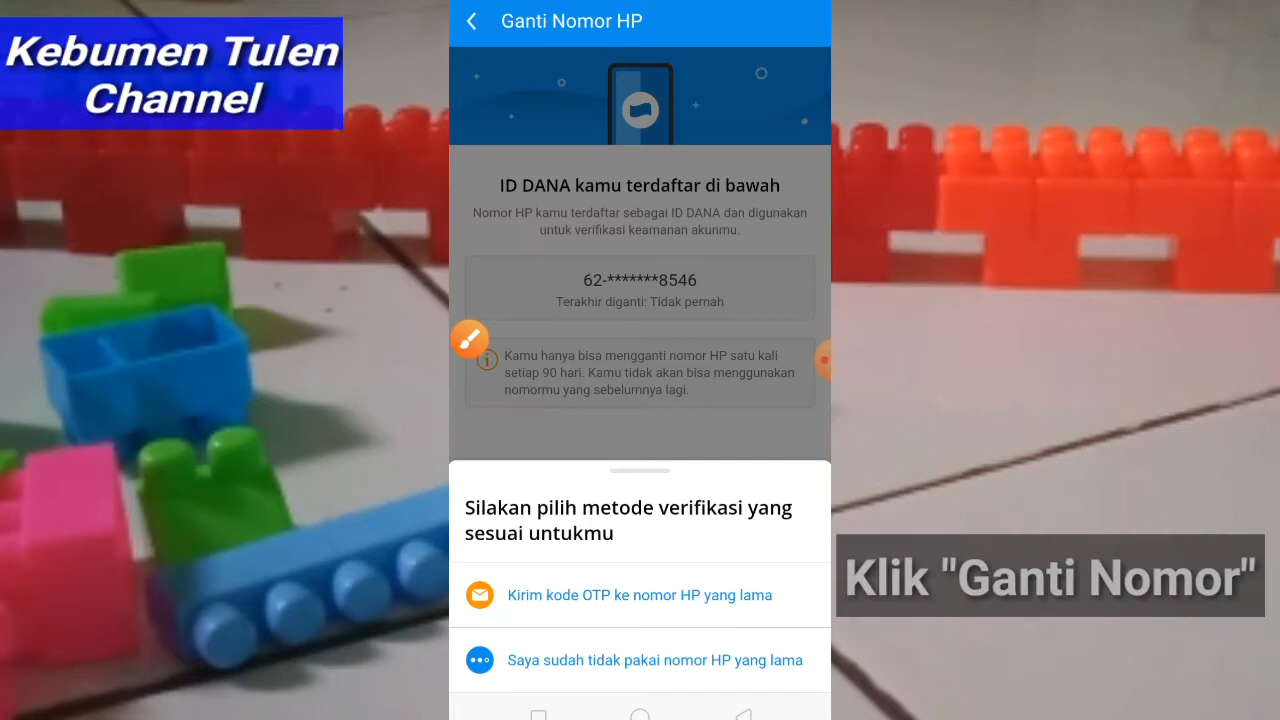 Kebumen Tulen
Channel
Ganti Nomor HP
ID DANA kamu terdaftar di bawah
Nomor HP kamu terdaftar sebagai ID DANA dan digunakan
untuk verifikasi keamanan akunmu.
62-*******8546
Terakhir diganti: Tidak pernah
Kamu hanya bisa mengganti nomor HP satu kali
setiap 90 hari. Kamu tidak akan bisa menggunakan
nomormu yang sebelumnya lagi.
Silakan pilih metode verifikasi yang
sesuai untukmu
Kirim kode OTP ke nomor HP yang lama
Saya sudah tidak pakai nomor HP yang lama
Klik "Ganti Nomor"